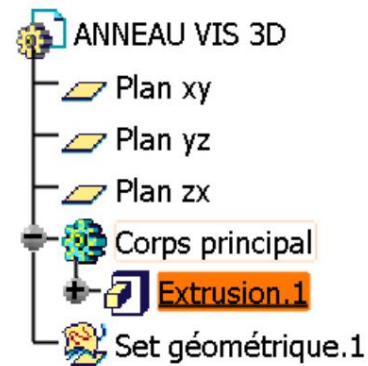 ANNEAU VIS 3D
Plan xy
Plan yz
Plan zx
Corps principal
Extrusion.1
Set géométrique.1